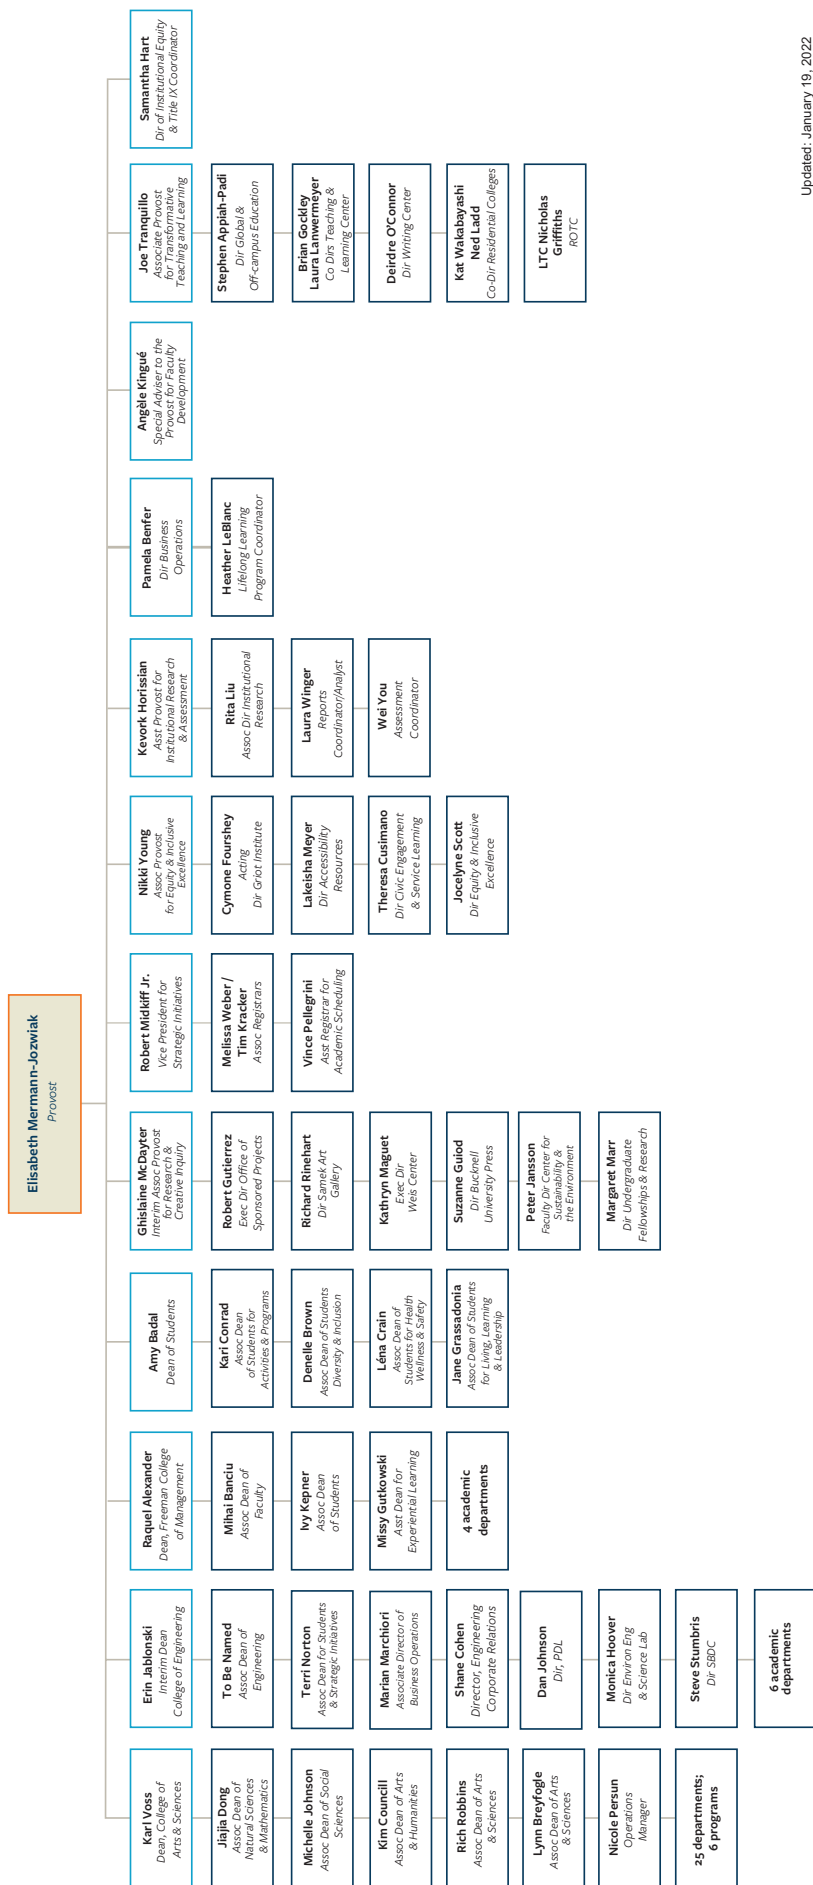 Elisabeth Mermann-Jozwiak
Provost
Karl Voss
Dean, College of
Arts & Sciences
Jiajia Dong
Assoc Dean of
Natural Sciences
& Mathematics
Michelle Johnson
Assoc Dean of Social
Sciences
Kim Councill
Assoc Dean of Arts
& Humanities
Rich Robbins
Assoc Dean of Arts
& Sciences
Lynn Breyfogle
Assoc Dean of Arts
& Sciences
Nicole Persun
Operations
Manager
25 departments;
6 programs
Erin Jablonski
Interim Dean
College of Engineering
To Be Named
Assoc Dean of
Engineering
Terri Norton
Assoc Dean for Students
& Strategic Initiatives
Marian Marchiori
Associate Director of
Business Operations
Shane Cohen
Director, Engineering
Corporate Relations
Dan Johnson
Dir, PDL
Monica Hoover
Dir Environ Eng
& Science Lab
Steve Stumbris
Dir SBDC
6 academic
departments
Raquel Alexander
Dean, Freeman College
of Management
Mihai Banciu
Assoc Dean of
Faculty
Ivy Kepner
Assoc Dean
of Students
Missy Gutkowski
Asst Dean for
Experiential Learning
4 academic
departments
Amy Badal
Dean of Students
Kari Conrad
Assoc Dean
of Students for
Activities & Programs
Denelle Brown
Assoc Dean of Students
Diversity & Inclusion
Léna Crain
Assoc Dean of
Students for Health
Wellness & Safety
Jane Grassadonia
Assoc Dean of Students
for Living, Learning
& Leadership
Ghislaine McDayter
Interim Assoc Provost
for Research &
Creative Inquiry
Robert Gutierrez
Exec Dir Office of
Sponsored Projects
Richard Rinehart
Dir Samek Art
Gallery
Kathryn Maguet
Exec Dir
Weis Center
Suzanne Guiod
Dir Bucknell
University Press
Peter Jansson
Faculty Dir Center for
Sustainability &
the Environment
Margaret Marr
Dir Undergraduate
Fellowships & Research
Robert Midkiff Jr.
Vice President for
Strategic Initiatives
Melissa Weber /
Tim Kracker
Assoc Registrars
Vince Pellegrini
Asst Registrar for
Academic Scheduling
Nikki Young
Assoc Provost
for Equity & Inclusive
Excellence
Cymone Fourshey
Acting
Dir Griot Institute
Lakeisha Meyer
Dir Accessibility
Resources
Theresa Cusimano
Dir Civic Engagement
& Service Learning
Jocelyne Scott
Dir Equity & Inclusive
Excellence
Kevork Horissian
Asst Provost for
Institutional Research
& Assessment
Rita Liu
Assoc Dir Institutional
Research
Laura Winger
Reports
Coordinator/Analyst
Wei You
Assessment
Coordinator
Pamela Benfer
Dir Business
Operations
Heather LeBlanc
Lifelong Learning
Program Coordinator
Angèle Kingué
Special Adviser to the
Provost for Faculty
Development
Joe Tranquillo
Associate Provost
for Transformative
Teaching and Learning
Stephen Appiah-Padi
Dir Global &
Off-campus Education
Brian Gockley
Laura Lanwermeyer
Co Dirs Teaching &
Learning Center
Deirdre O'Connor
Dir Writing Center
Kat Wakabayashi
Ned Ladd
Co-Dir Residential Colleges
LTC Nicholas
Griffiths
ROTC
Samantha Hart
Dir of Institutional Equity
& Title IX Coordinator
Updated: January 19, 2022